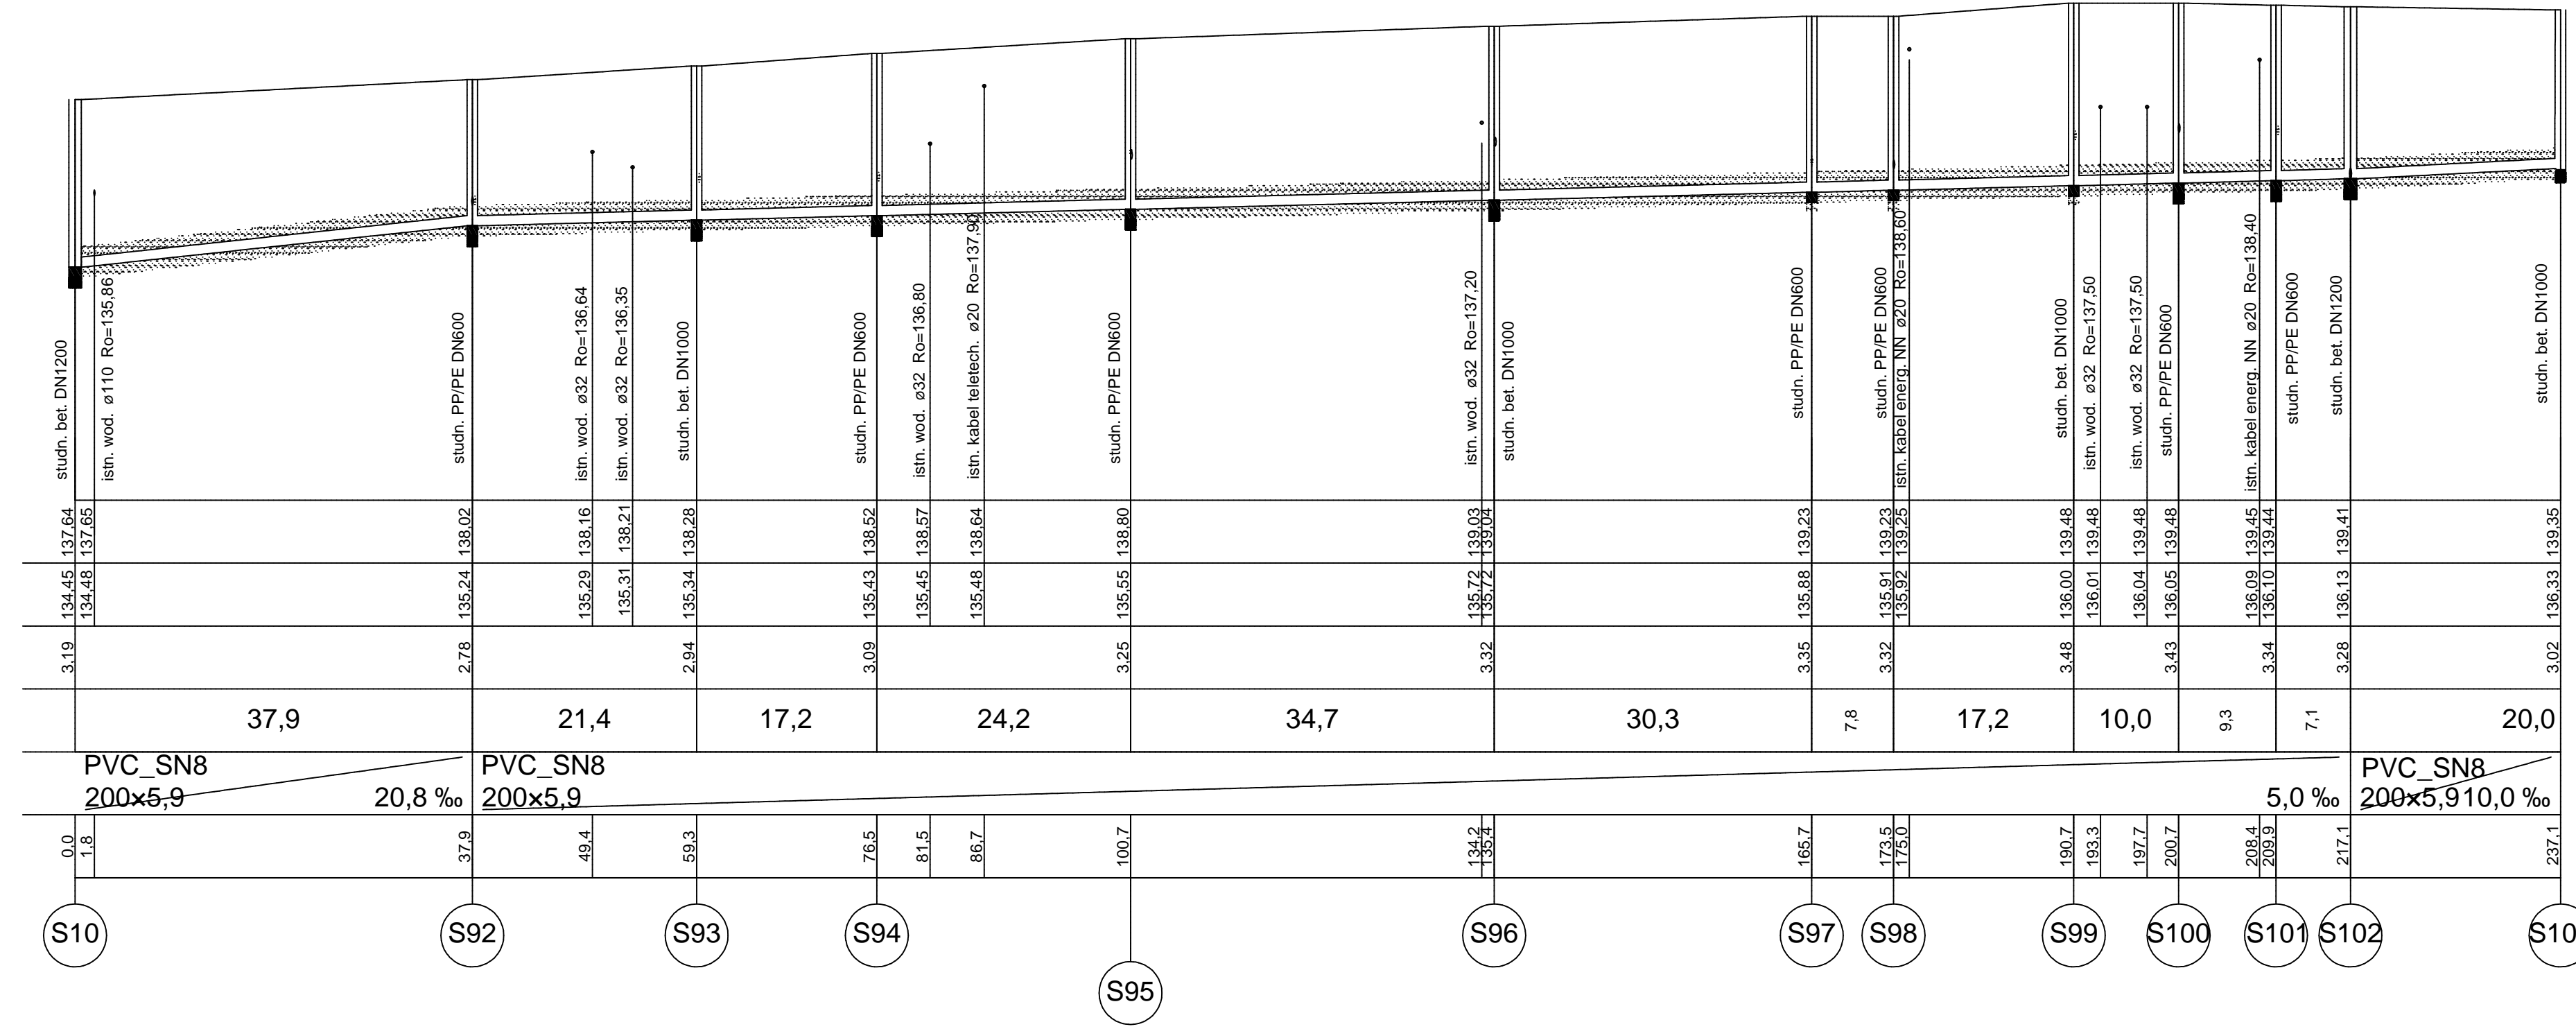 studn. bet. DN1200
istn. wod. ø110 Ro=135,86
studn. PP/PE DN600
istn. wod. ø32 Ro=136,64
istn. wod. ø32 Ro=136,35
studn. bet. DN1000
studn. PP/PE DN600
istn. wod. ø32 Ro=136,80
istn. kabel teletech. ø20 Ro=137,90
studn. PP/PE DN600
istn. wod. ø32 Ro=137,20
studn. bet. DN1000
studn. PP/PE DN600
studn. PP/PE DN600
istn. kabel energ. NN ø20 Ro=138,60
studn. bet. DN1000
istn. wod. ø32 Ro=137,50
istn. wod. ø32 Ro=137,50
studn. PP/PE DN600
istn. kabel energ. NN ø20 Ro=138,40
studn. PP/PE DN600
studn. bet. DN1200
studn. bet. DN1000
137,64 137,65 138,02 138,16 138,21 138,28 138,52 138,57 138,64 138,80 139,03 139,04 139,23 139,23 139,25 139,48 139,48 139,48 139,48 139,45 139,44 139,41 139,35
134,45 134,48 135,24 135,29 135,31 135,34 135,43 135,45 135,48 135,55 135,72 135,72 135,88 135,91 135,92 136,00 136,01 136,04 136,05 136,09 136,10 136,13 136,33
3,19 2,78 2,94 3,09 3,25 3,32 3,35 3,32 3,48 3,43 3,34 3,28 3,02
37,9 21,4 17,2 24,2 34,7 30,3 7,8 17,2 10,0 9,3 7,1 20,0
PVC_SN8 PVC_SN8 PVC_SN8
200×5,9 20,8 ‰ 200×5,9 5,0 ‰ 200×5,9 10,0 ‰
0,0 1,8 37,9 49,4 59,3 76,5 81,5 86,7 100,7 134,2 135,4 165,7 173,5 175,0 190,7 193,3 197,7 200,7 208,4 209,9 217,1 237,1
S10 S92 S93 S94 S96 S97 S98 S99 S100 S101 S102 S10
S95